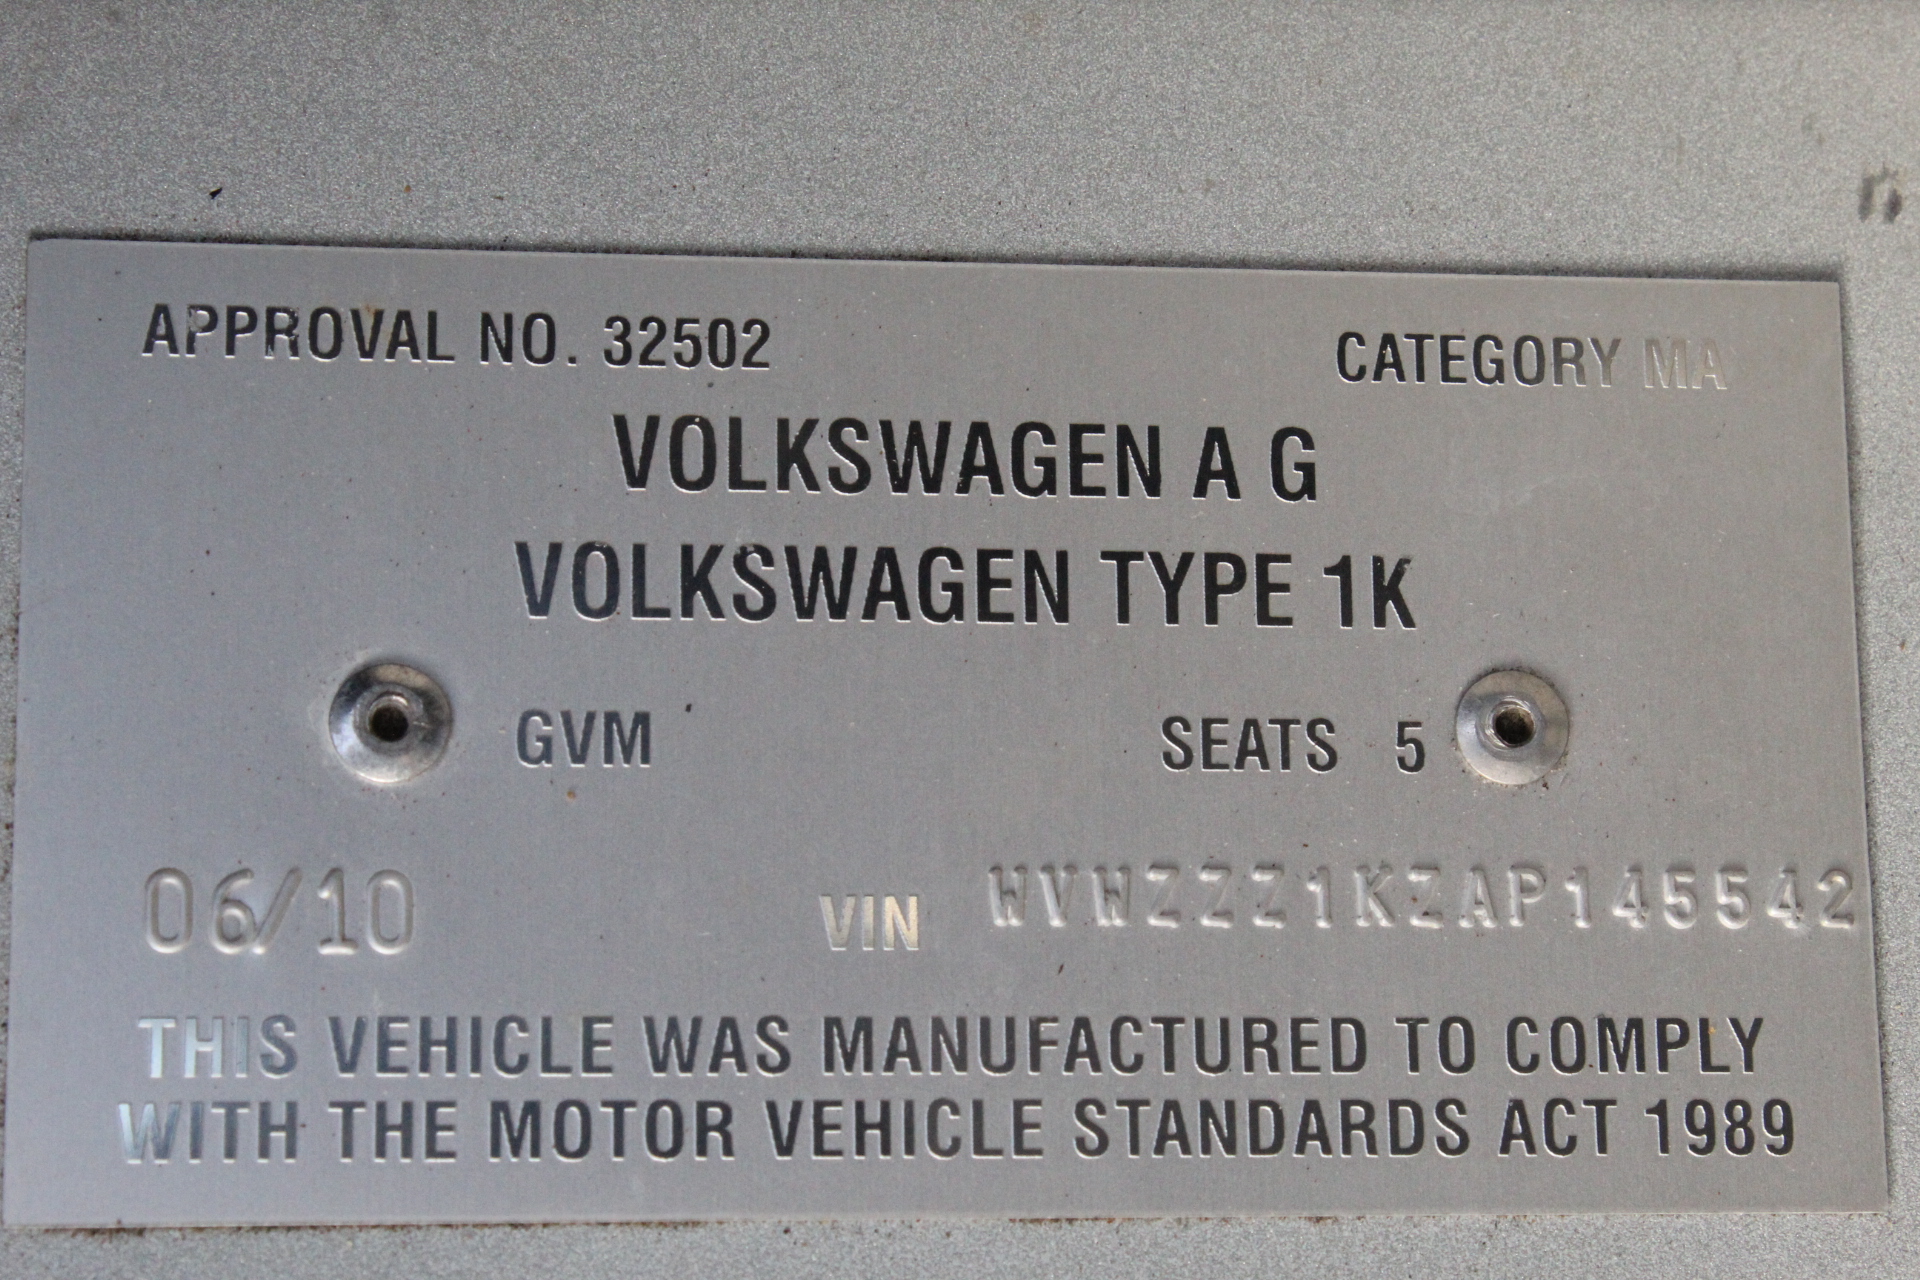 APPROVAL NO. 32502 CATEGORY MA
VOLKSWAGEN A G
VOLKSWAGEN TYPE 1K
GVM SEATS 5
06/10 VIN WVWZZZ1KZAP145542
THIS VEHICLE WAS MANUFACTURED TO COMPLY
WITH THE MOTOR VEHICLE STANDARDS ACT 1989